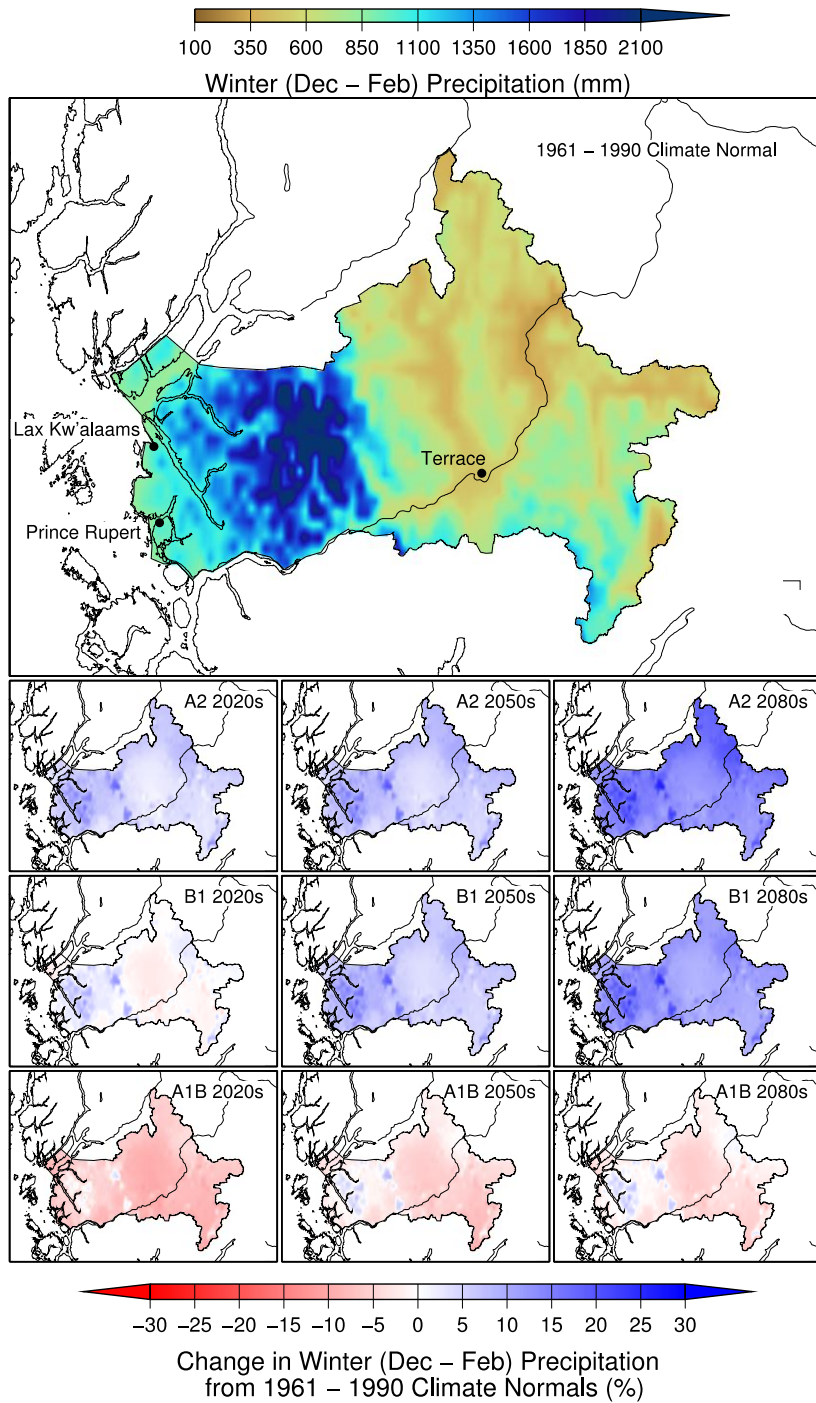 100 350 600 850 1100 1350 1600 1850 2100
Winter (Dec – Feb) Precipitation (mm)
1961 – 1990 Climate Normal
Lax Kw'alaams
Terrace
Prince Rupert
A2 2020s
A2 2050s
A2 2080s
B1 2020s
B1 2050s
B1 2080s
A1B 2020s
A1B 2050s
A1B 2080s
–30 –25 –20 –15 –10 –5 0 5 10 15 20 25 30
Change in Winter (Dec – Feb) Precipitation
from 1961 – 1990 Climate Normals (%)